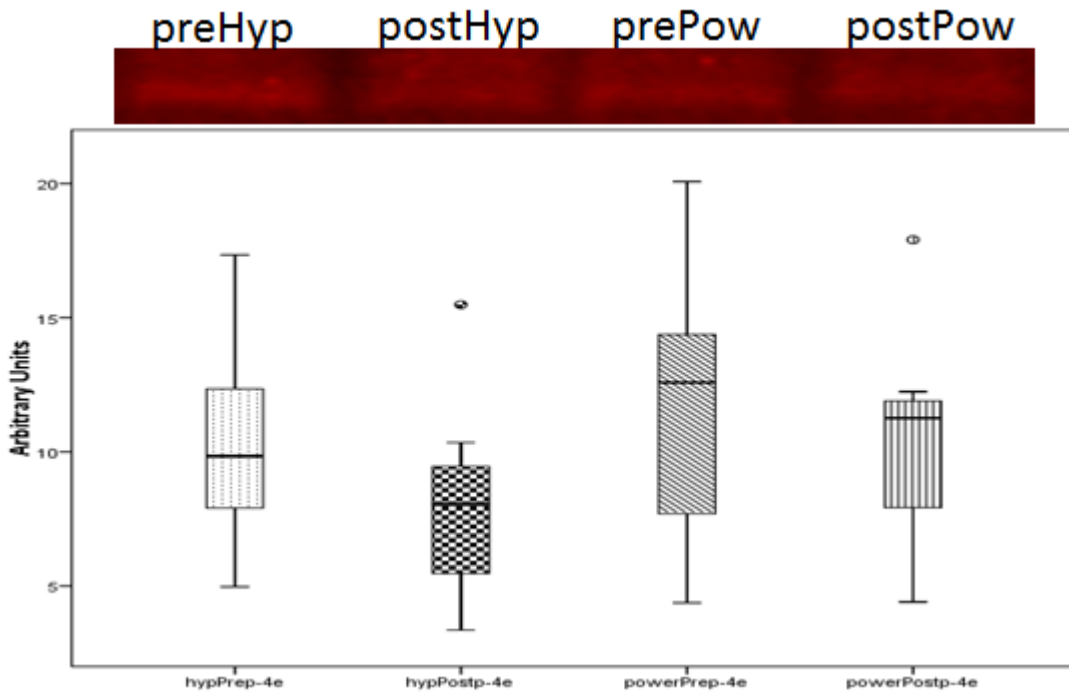 preHyp postHyp prePow postPow
20
15
10
5
Arbitrary Units
hypPrep-4e hypPostp-4e powerPrep-4e powerPostp-4e